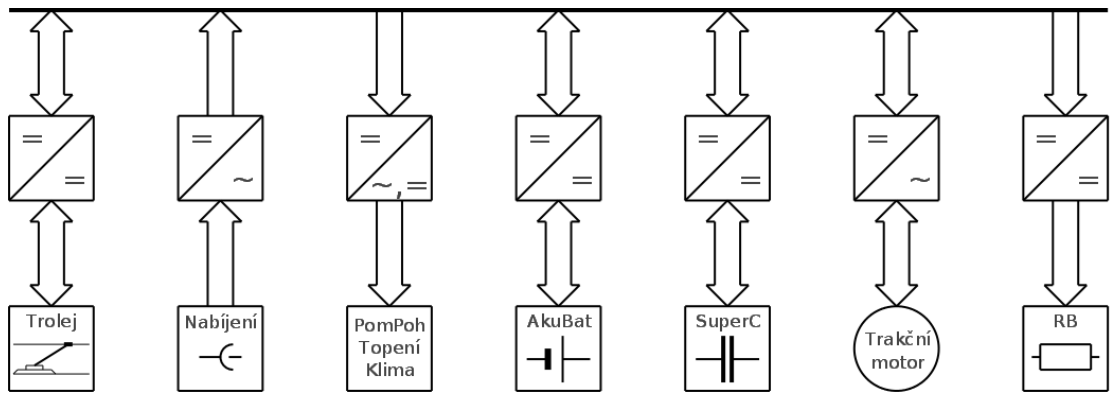 = = = = = = =
= ~ ~,= = = ~ =
Trolej
Nabíjení
PomPoh
Topení
Klima
AkuBat
SuperC
Trakční
motor
RB